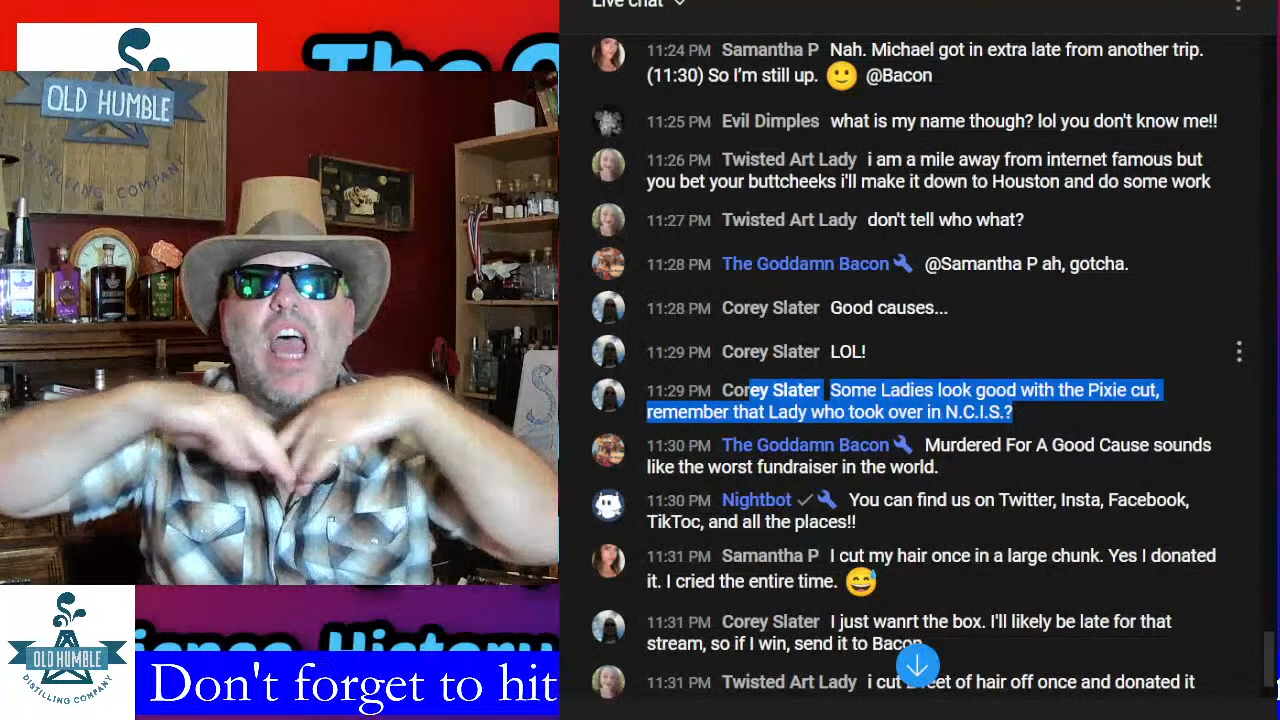 The O
OLD HUMBLE
DISTILLING COMPANY
Live chat
11:24 PM Samantha P Nah. Michael got in extra late from another trip.
(11:30) So I'm still up. 🙂 @Bacon
11:25 PM Evil Dimples what is my name though? lol you don't know me!!
11:26 PM Twisted Art Lady i am a mile away from internet famous but
you bet your buttcheeks i'll make it down to Houston and do some work
11:27 PM Twisted Art Lady don't tell who what?
11:28 PM The Goddamn Bacon @Samantha P ah, gotcha.
11:28 PM Corey Slater Good causes...
11:29 PM Corey Slater LOL!
11:29 PM Corey Slater Some Ladies look good with the Pixie cut,
remember that Lady who took over in N.C.I.S.?
11:30 PM The Goddamn Bacon Murdered For A Good Cause sounds
like the worst fundraiser in the world.
11:30 PM Nightbot You can find us on Twitter, Insta, Facebook,
TikToc, and all the places!!
11:31 PM Samantha P I cut my hair once in a large chunk. Yes I donated
it. I cried the entire time. 😅
11:31 PM Corey Slater I just wanrt the box. I'll likely be late for that
stream, so if I win, send it to Bacon
11:31 PM Twisted Art Lady i cut feet of hair off once and donated it
ience, History
OLD HUMBLE
DISTILLING COMPANY
Don't forget to hit